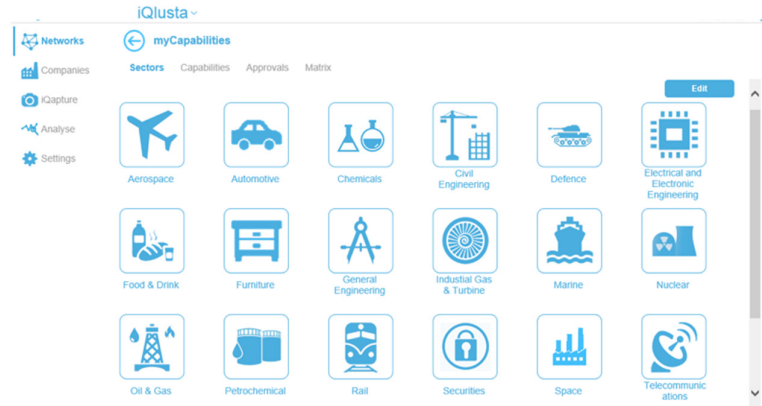 iQlusta
Networks
Companies
iQapture
Analyse
Settings
myCapabilities
Sectors Capabilities Approvals Matrix
Edit
Aerospace
Automotive
Chemicals
Civil
Engineering
Defence
Electrical and
Electronic
Engineering
Food & Drink
Furniture
General
Engineering
Industial Gas
& Turbine
Marine
Nuclear
Oil & Gas
Petrochemical
Rail
Securities
Space
Telecommunic
ations